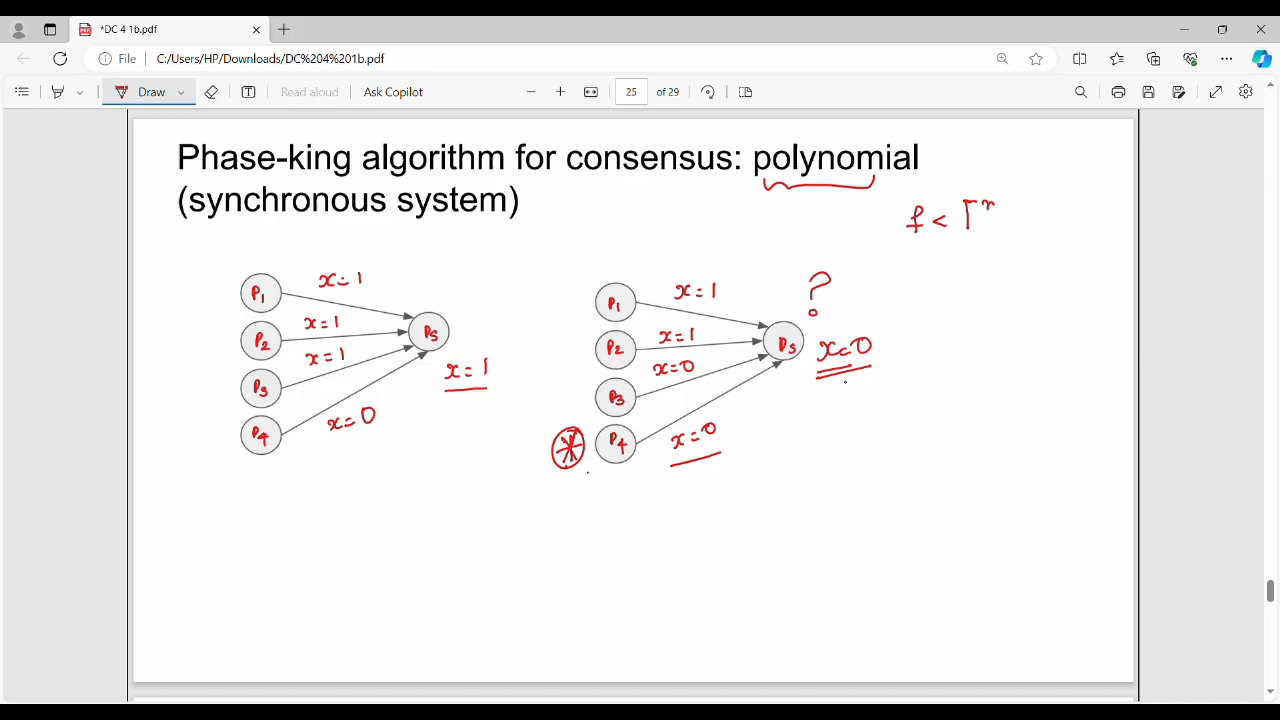 *DC 4 1b.pdf
File C:/Users/HP/Downloads/DC%204%201b.pdf
Draw Read aloud Ask Copilot 25 of 29
Phase-king algorithm for consensus: polynomial
(synchronous system)
f < ⌈n
P1 x=1
P2 x=1
P3 x=1
P4 x=0
P5
x=1
P1 x=1
P2 x=1
P3 x=0
P4 x=0
P5
?
x=0